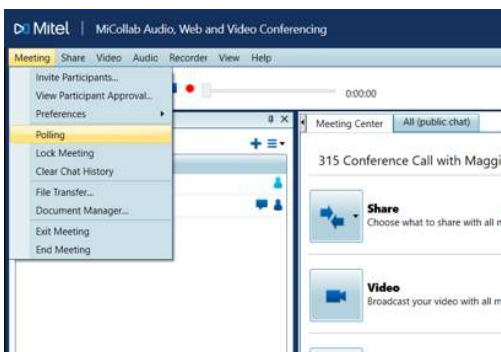 Mitel | MiCollab Audio, Web and Video Conferencing
Meeting Share Video Audio Recorder View Help
Invite Participants...
View Participant Approval...
Preferences
Polling
Lock Meeting
Clear Chat History
File Transfer...
Document Manager...
Exit Meeting
End Meeting
0:00:00
Meeting Center All (public chat)
315 Conference Call with Maggi
Share
Choose what to share with all m
Video
Broadcast your video with all m